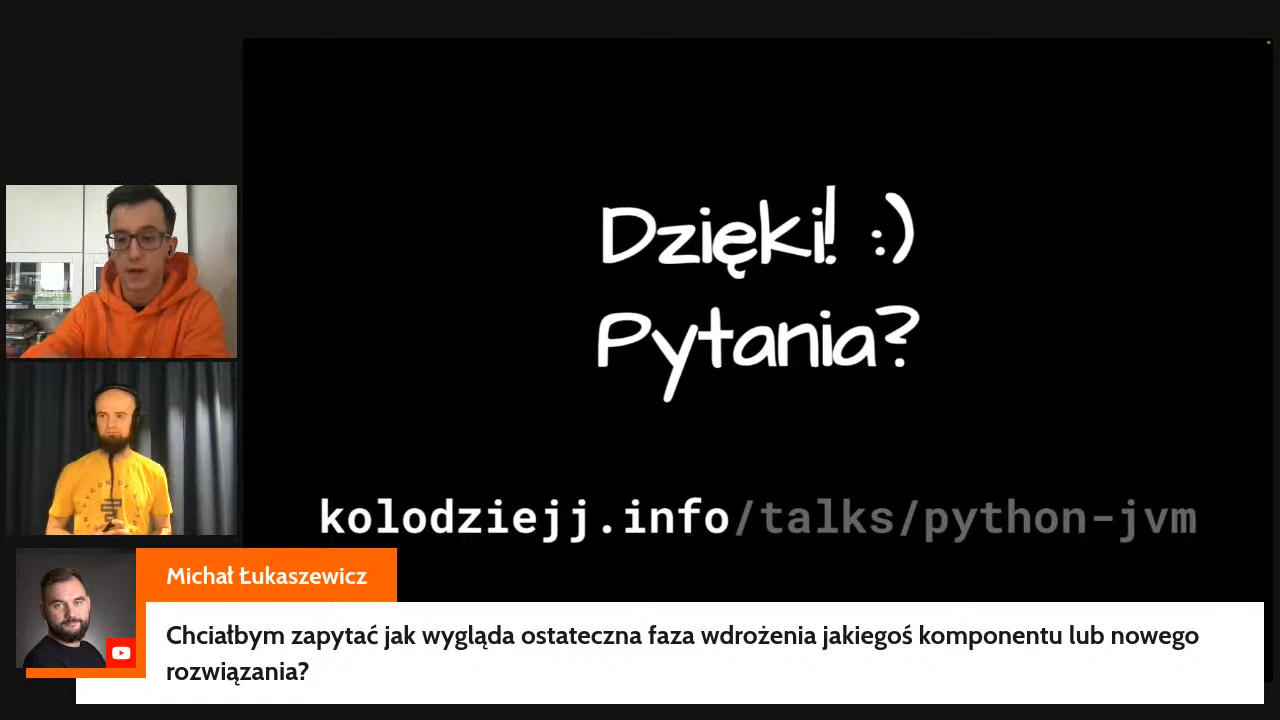 Dzięki! :)
Pytania?
kolodziejj.info/talks/python-jvm
Michał Łukaszewicz
Chciałbym zapytać jak wygląda ostateczna faza wdrożenia jakiegoś komponentu lub nowego
rozwiązania?